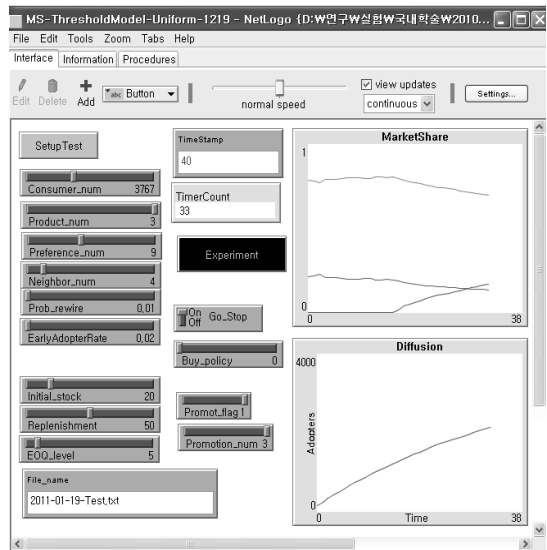 MS-ThresholdModel-Uniform-1219 - NetLogo {D:₩연구₩실험₩국내학술₩2010...
File Edit Tools Zoom Tabs Help
Interface Information Procedures
Edit Delete Add abc Button normal speed view updates continuous Settings...
SetupTest
Consumer_num 3767
Product_num 3
Preference_num 9
Neighbor_num 4
Prob_rewire 0,01
EarlyAdopterRate 0,02
Initial_stock 20
Replenishment 50
EOQ_level 5
File_name
2011-01-19-Test,txt
TimeStamp
40
TimerCount
33
Experiment
On
Off Go_Stop
Buy_policy 0
Promot_flag 1
Promotion_num 3
MarketShare
1
0
0 38
Diffusion
4000
Adopters
0
0 Time 38